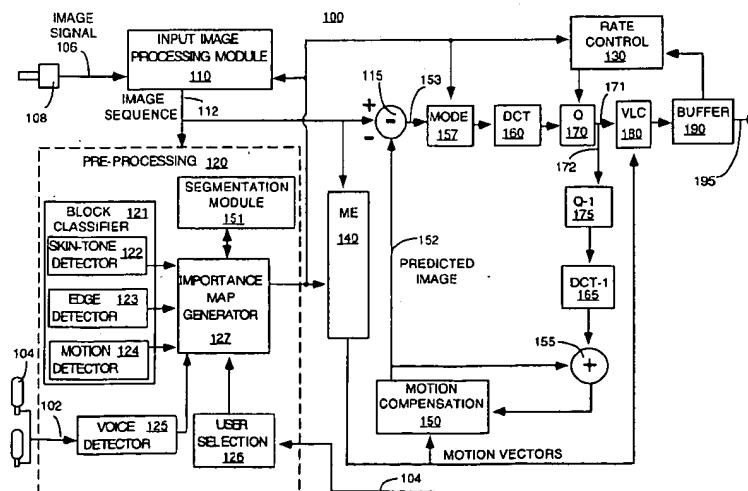 IMAGE
SIGNAL
106
108
INPUT IMAGE
PROCESSING MODULE
110
IMAGE
SEQUENCE
112
100
RATE
CONTROL
130
115
+
-
-
153
MODE
157
DCT
160
Q
170
171
172
VLC
180
BUFFER
190
195
PRE-PROCESSING 120
SEGMENTATION
MODULE
151
BLOCK 121
CLASSIFIER
SKIN-TONE
DETECTOR 122
EDGE 123
DETECTOR
MOTION 124
DETECTOR
IMPORTANCE
MAP
GENERATOR
127
ME
140
152
PREDICTED
IMAGE
Q-1
175
DCT-1
165
155
+
MOTION
COMPENSATION
150
104
102
VOICE 125
DETECTOR
USER
SELECTION
126
MOTION VECTORS
104